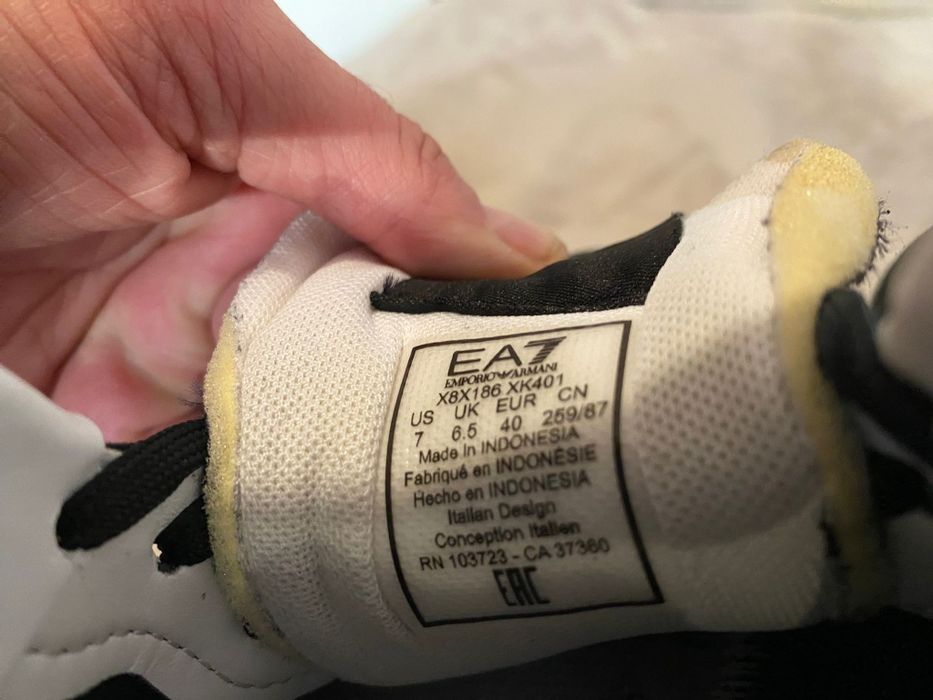 EA7
EMPORIO ARMANI
X8X186 XK401
US UK EUR CN
7 6.5 40 259/87
Made in INDONESIA
Fabriqué en INDONÉSIE
Hecho en INDONESIA
Italian Design
Conception Italien
RN 103723 - CA 37360
EAC